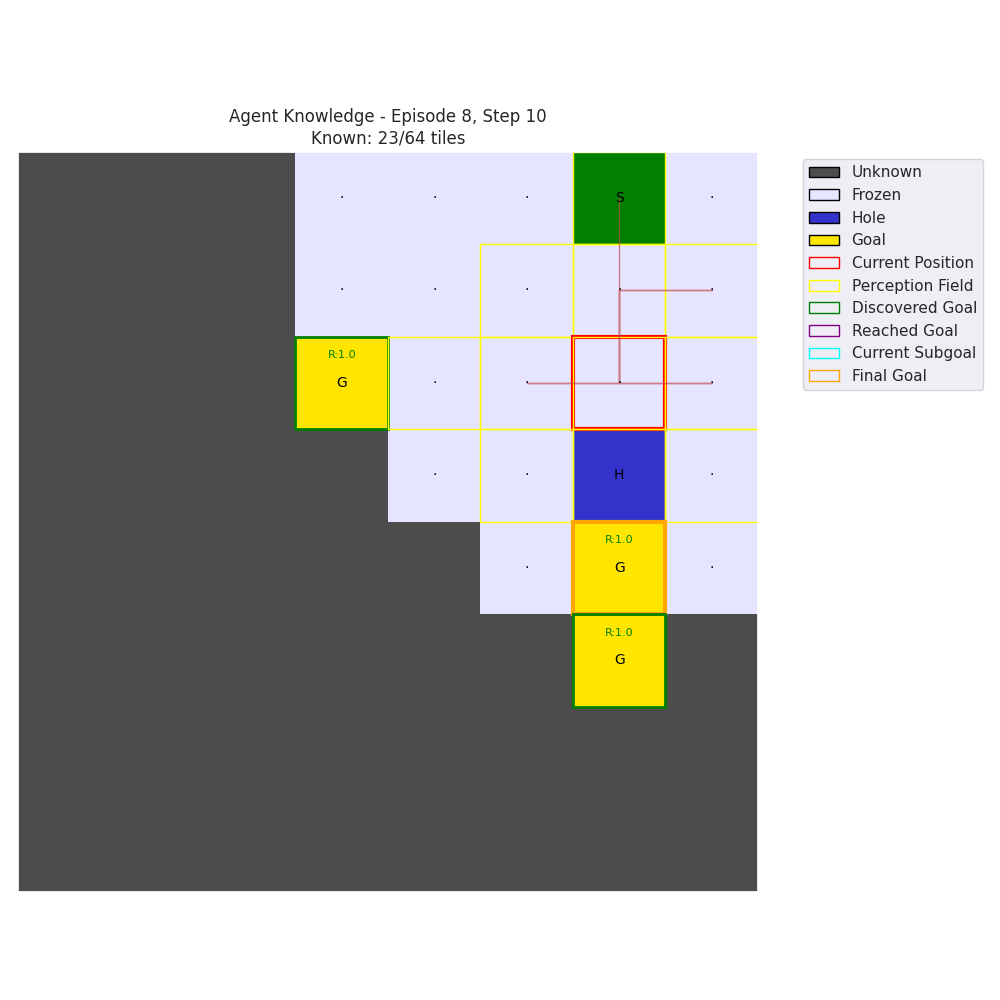 Agent Knowledge - Episode 8, Step 10
Known: 23/64 tiles
. . . S .
. . . . .
R:1.0
G . . . .
. . H .
R:1.0
. G .
R:1.0
G
Unknown
Frozen
Hole
Goal
Current Position
Perception Field
Discovered Goal
Reached Goal
Current Subgoal
Final Goal